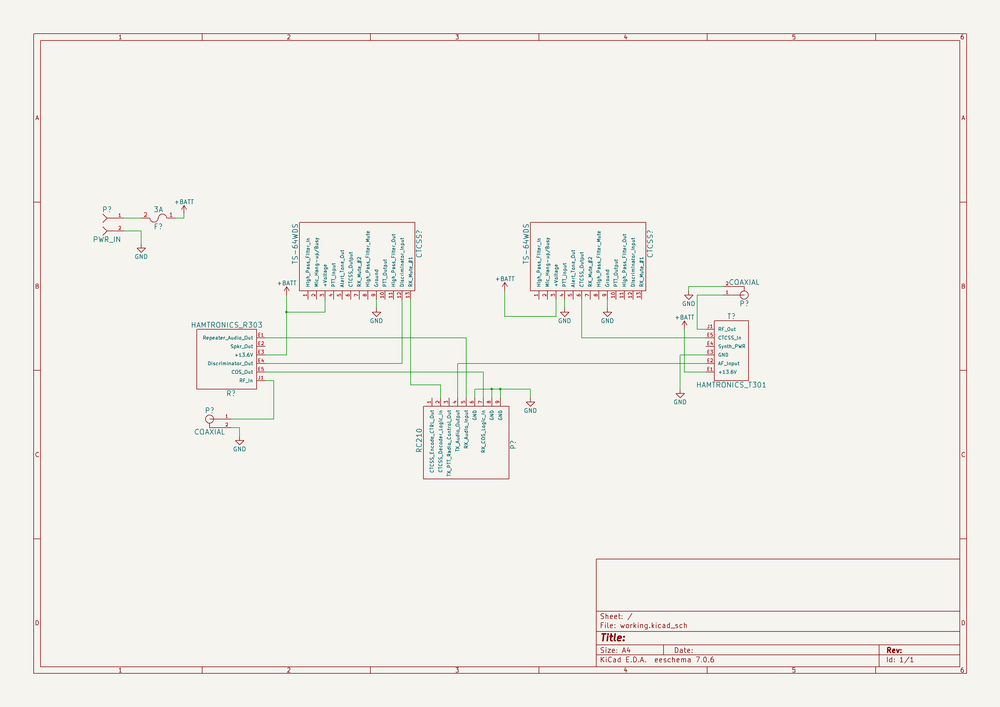 1 2 3 4 5 6
A
B
C
D
A
B
C
D
P?
1
2
PWR_IN
3A
2 1
F?
+BATT
GND
TS-64WDS
High_Pass_Filter_In
Mic_Hang-up/Busy
+Voltage
PTT_Input
Alert_Tone_Out
CTCSS_Output
RX_Mute_#2
High_Pass_Filter_Mute
Ground
PTT_Output
High_Pass_Filter_Out
Discriminator_Input
RX_Mute_#1
CTCSS?
1 2 3 4 5 6 7 8 9 10 11 12 13
+BATT
GND
TS-64WDS
High_Pass_Filter_In
Mic_Hang-up/Busy
+Voltage
PTT_Input
Alert_Tone_Out
CTCSS_Output
RX_Mute_#2
High_Pass_Filter_Mute
Ground
PTT_Output
High_Pass_Filter_Out
Discriminator_Input
RX_Mute_#1
CTCSS?
1 2 3 4 5 6 7 8 9 10 11 12 13
+BATT
GND
GND
COAXIAL
2
1
P?
GND
+BATT
T?
J1 RF_Out
E5 CTCSS_In
E4 Synth_PWR
E3 GND
E2 AF_Input
E1 +13.6V
HAMTRONICS_T301
GND
HAMTRONICS_R303
Repeater_Audio_Out E1
Spkr_Out E2
+13.6V E3
Discriminator_Out E4
COS_Out E5
RF_In J1
R?
P?
1
2
COAXIAL
GND
1 2 3 4 5 6 7 8 9
RC210
CTCSS_Encode_CTRL_Out
CTCSS_Decoder_Logic_In
TX_PTT_Radio_Control_Out
TX_Audio_Output
RX_Audio_Input
GND
RX_COS_Logic_In
GND
GND
P?
GND
Sheet: /
File: working.kicad_sch
Title:
Size: A4 Date: Rev:
KiCad E.D.A. eeschema 7.0.6 Id: 1/1
1 2 3 4 5 6